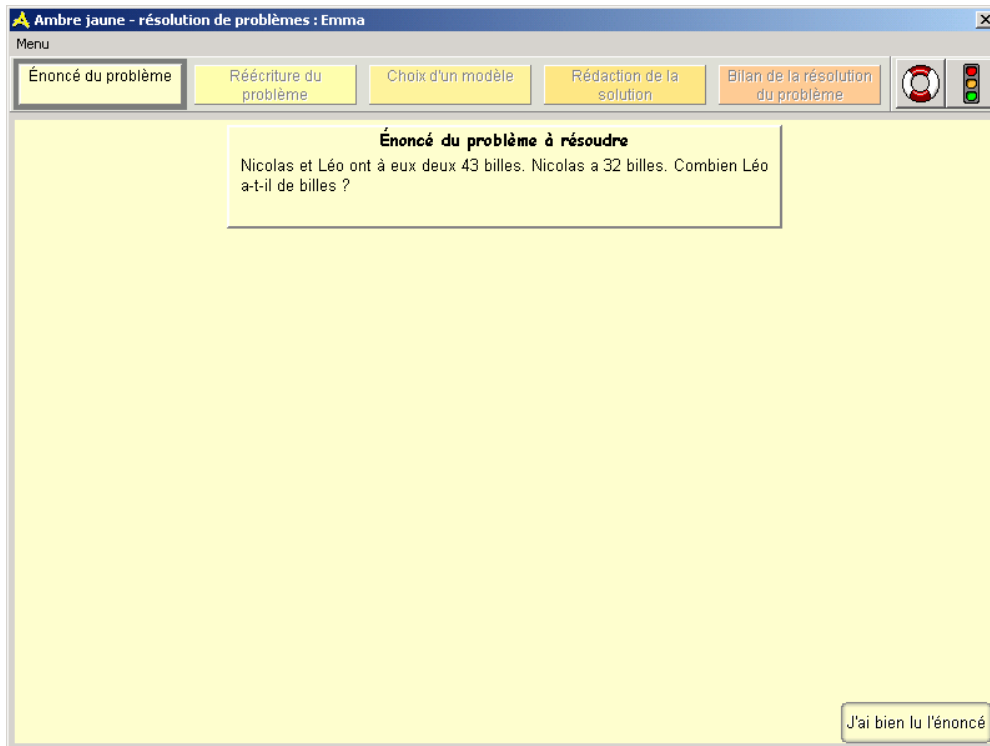 Ambre jaune - résolution de problèmes : Emma
Menu
Énoncé du problème
Réécriture du
problème
Choix d'un modèle
Rédaction de la
solution
Bilan de la résolution
du problème
Énoncé du problème à résoudre
Nicolas et Léo ont à eux deux 43 billes. Nicolas a 32 billes. Combien Léo
a-t-il de billes ?
J'ai bien lu l'énoncé